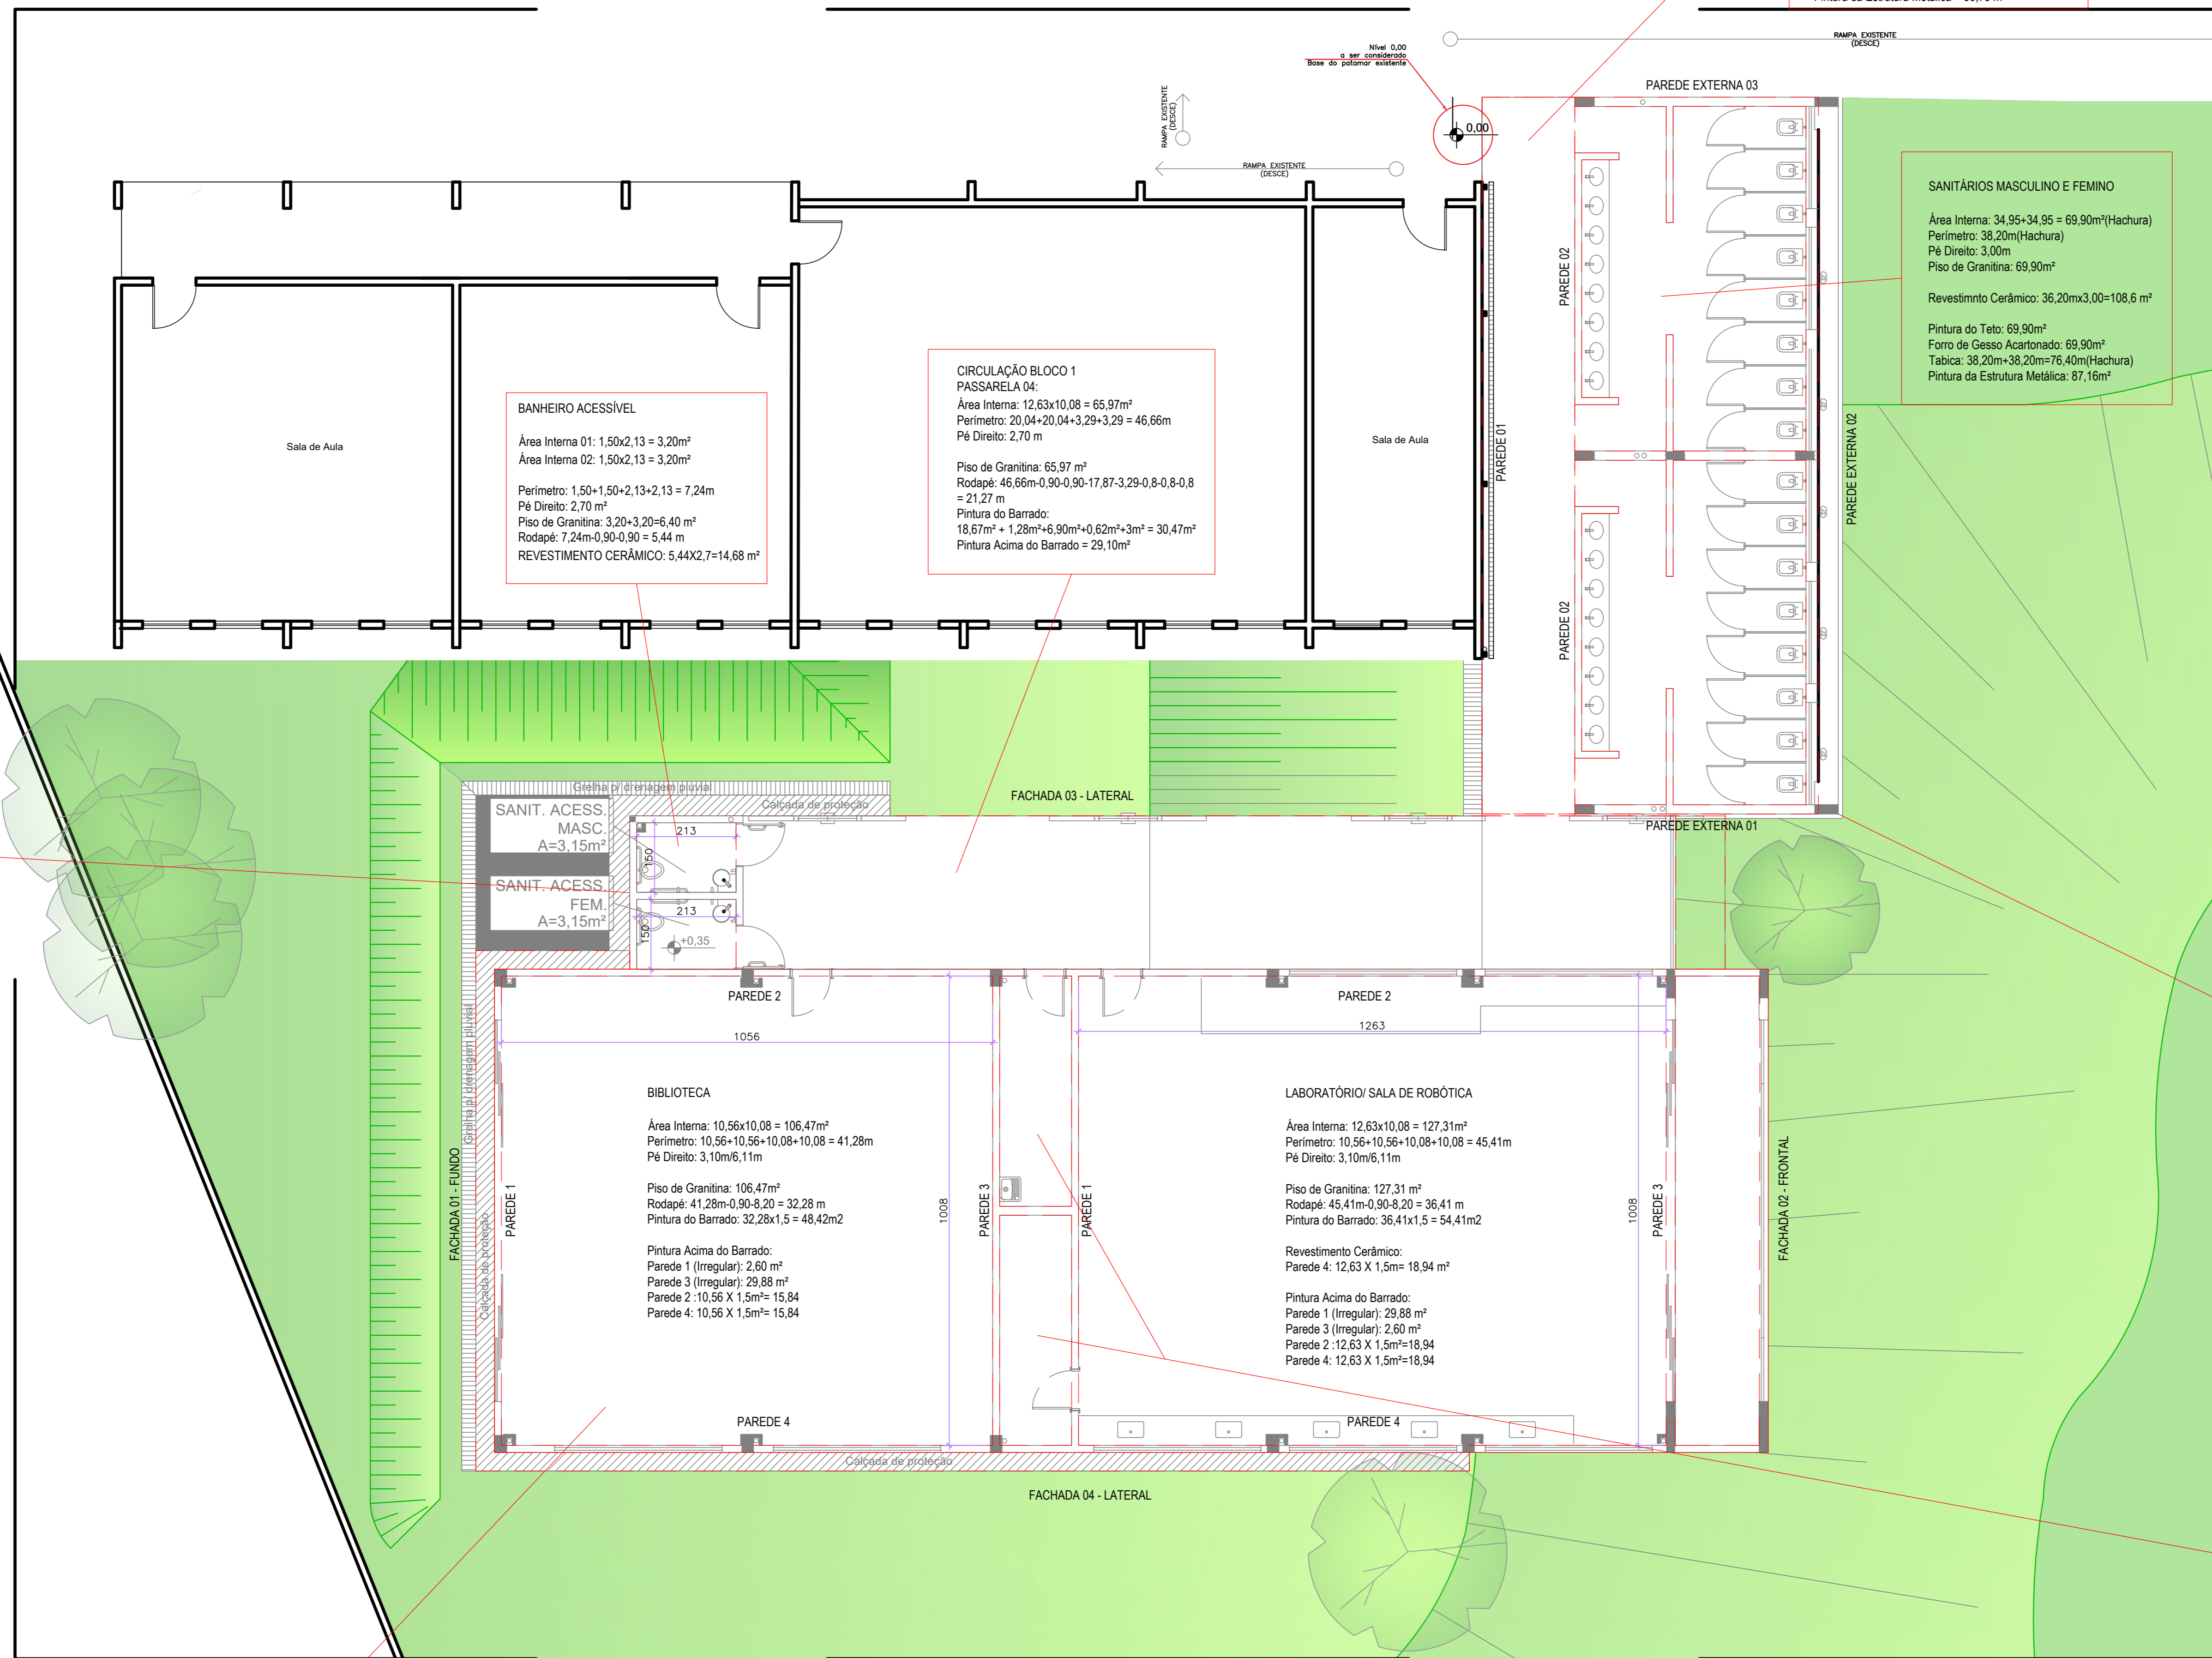 RAMPA EXISTENTE
(DESCE)
Nível 0,00
a ser considerado
Base do patamar existente
PAREDE EXTERNA 03
RAMPA EXISTENTE
(DESCE)
0,00
RAMPA EXISTENTE
(DESCE)
SANITÁRIOS MASCULINO E FEMINO
Área Interna: 34,95+34,95 = 69,90m²(Hachura)
Perímetro: 38,20m(Hachura)
Pé Direito: 3,00m
Piso de Granitina: 69,90m²
Revestimnto Cerâmico: 36,20mx3,00=108,6 m²
Pintura do Teto: 69,90m²
Forro de Gesso Acartonado: 69,90m²
Tabica: 38,20m+38,20m=76,40m(Hachura)
Pintura da Estrutura Metálica: 87,16m²
PAREDE 02
PAREDE 01
PAREDE EXTERNA 02
PAREDE 02
CIRCULAÇÃO BLOCO 1
PASSARELA 04:
Área Interna: 12,63x10,08 = 65,97m²
Perímetro: 20,04+20,04+3,29+3,29 = 46,66m
Pé Direito: 2,70 m
Piso de Granitina: 65,97 m²
Rodapé: 46,66m-0,90-0,90-17,87-3,29-0,8-0,8-0,8
= 21,27 m
Pintura do Barrado:
18,67m² + 1,28m²+6,90m²+0,62m²+3m² = 30,47m²
Pintura Acima do Barrado = 29,10m²
BANHEIRO ACESSÍVEL
Área Interna 01: 1,50x2,13 = 3,20m²
Área Interna 02: 1,50x2,13 = 3,20m²
Perímetro: 1,50+1,50+2,13+2,13 = 7,24m
Pé Direito: 2,70 m²
Piso de Granitina: 3,20+3,20=6,40 m²
Rodapé: 7,24m-0,90-0,90 = 5,44 m
REVESTIMENTO CERÂMICO: 5,44X2,7=14,68 m²
Sala de Aula
Sala de Aula
Grelha p/ drenagem pluvial
Calçada de proteção
FACHADA 03 - LATERAL
PAREDE EXTERNA 01
SANIT. ACESS.
MASC.
A=3,15m²
213
150
SANIT. ACESS.
FEM.
A=3,15m²
213
150
+0,35
PAREDE 2
PAREDE 2
1056
1263
Grelha p/ drenagem pluvial
Calçada de proteção
FACHADA 01 - FUNDO
PAREDE 1
BIBLIOTECA
Área Interna: 10,56x10,08 = 106,47m²
Perímetro: 10,56+10,56+10,08+10,08 = 41,28m
Pé Direito: 3,10m/6,11m
Piso de Granitina: 106,47m²
Rodapé: 41,28m-0,90-8,20 = 32,28 m
Pintura do Barrado: 32,28x1,5 = 48,42m2
Pintura Acima do Barrado:
Parede 1 (Irregular): 2,60 m²
Parede 3 (Irregular): 29,88 m²
Parede 2 :10,56 X 1,5m²= 15,84
Parede 4: 10,56 X 1,5m²= 15,84
1008
PAREDE 3
PAREDE 1
LABORATÓRIO/ SALA DE ROBÓTICA
Área Interna: 12,63x10,08 = 127,31m²
Perímetro: 10,56+10,56+10,08+10,08 = 45,41m
Pé Direito: 3,10m/6,11m
Piso de Granitina: 127,31 m²
Rodapé: 45,41m-0,90-8,20 = 36,41 m
Pintura do Barrado: 36,41x1,5 = 54,41m2
Revestimento Cerâmico:
Parede 4: 12,63 X 1,5m= 18,94 m²
Pintura Acima do Barrado:
Parede 1 (Irregular): 29,88 m²
Parede 3 (Irregular): 2,60 m²
Parede 2 :12,63 X 1,5m²=18,94
Parede 4: 12,63 X 1,5m²=18,94
1008
PAREDE 3
FACHADA 02 - FRONTAL
PAREDE 4
PAREDE 4
Calçada de proteção
FACHADA 04 - LATERAL